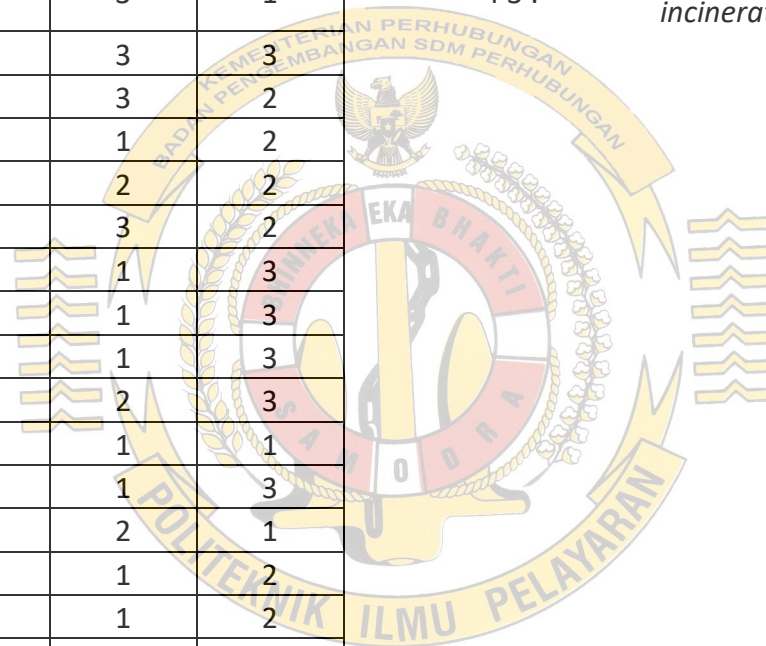 incinerat
3 3
3 2
1 2
2 2
3 2
1 3
1 3
1 3
2 3
1 1
1 3
2 1
1 2
1 2
KEMENTERIAN PERHUBUNGAN
BADAN PENGEMBANGAN SDM PERHUBUNGAN
BHINNEKA EKA BHAKTI
SAMODRA
POLITEKNIK ILMU PELAYARAN